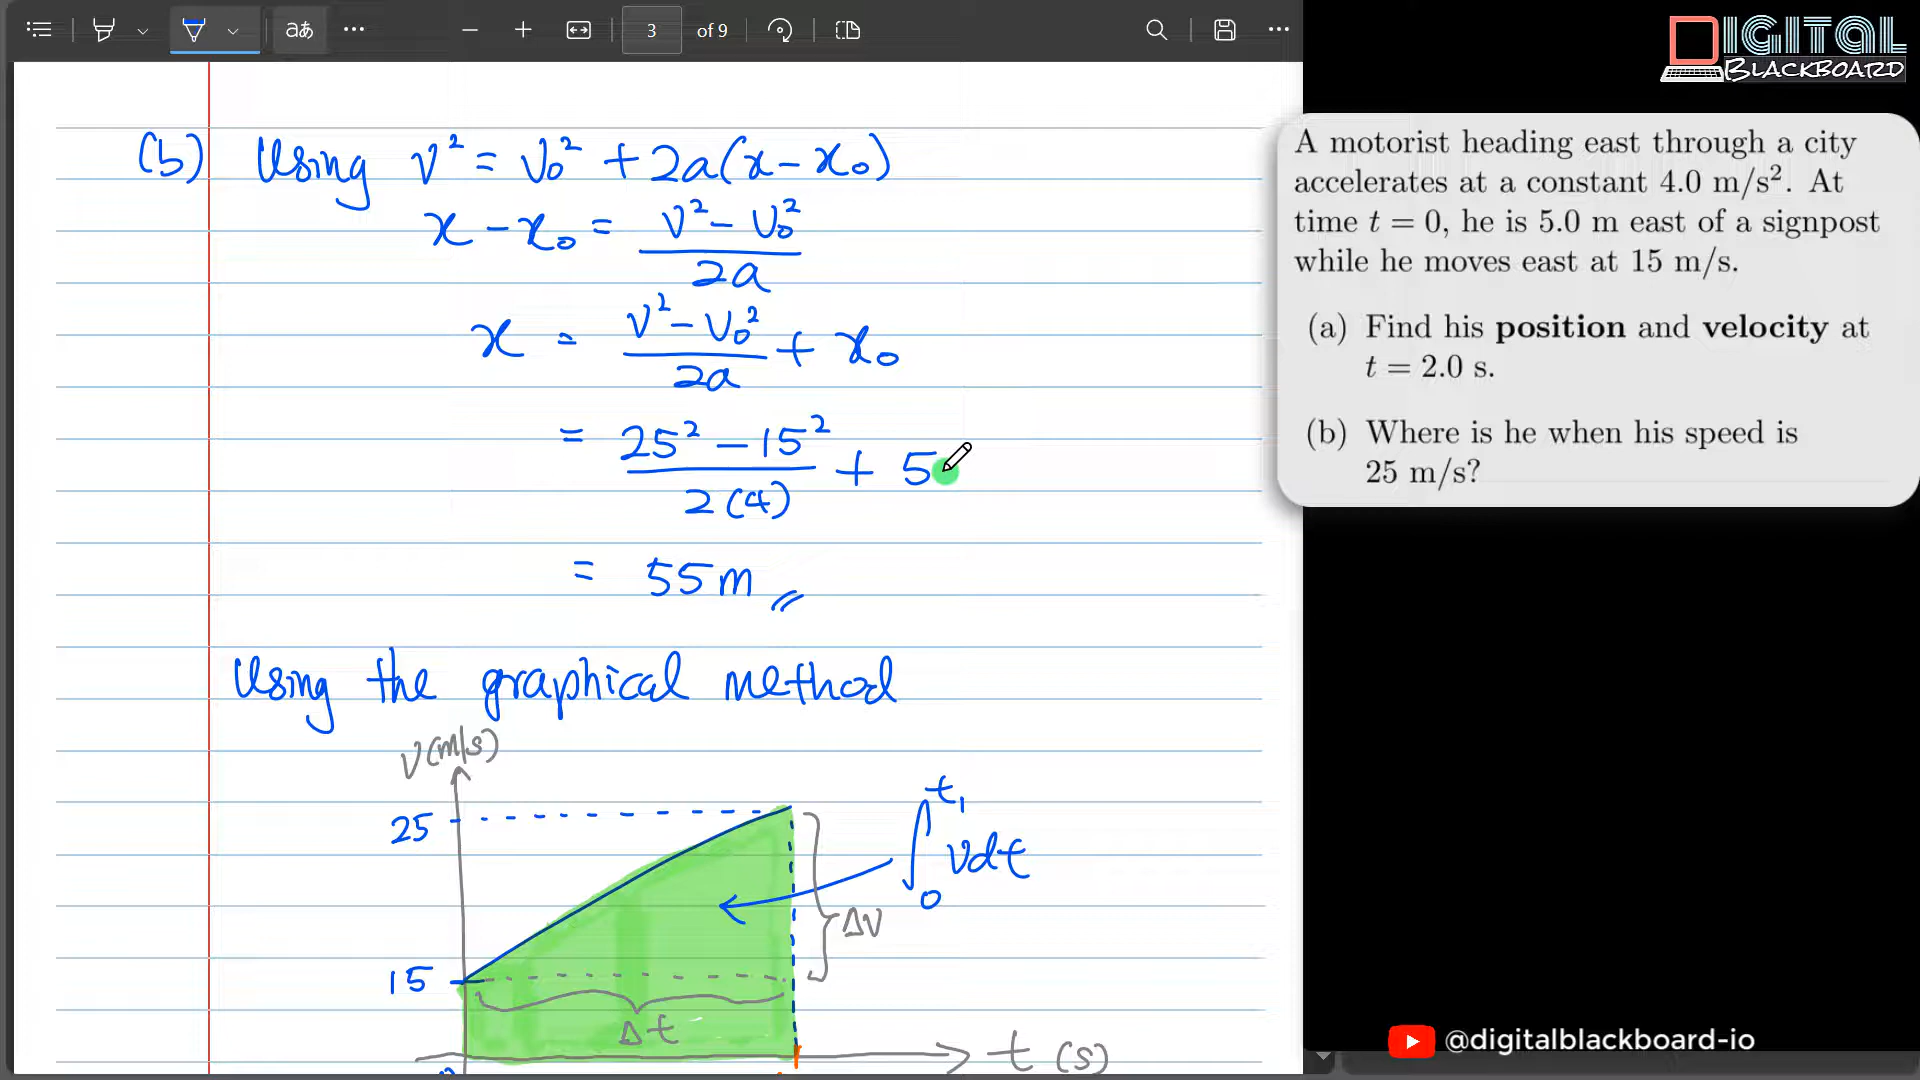 aあ
3 of 9
DIGITAL
BLACKBOARD
(b) Using v² = v₀² + 2a(x - x₀)
x - x₀ = (v² - v₀²) / 2a
x = (v² - v₀²) / 2a + x₀
= (25² - 15²) / 2(4) + 5
= 55m
Using the graphical method
v(m/s)
25
15
∫₀^t₁ vdt
Δv
Δt
t (s)
A motorist heading east through a city
accelerates at a constant 4.0 m/s². At
time t = 0, he is 5.0 m east of a signpost
while he moves east at 15 m/s.
(a) Find his position and velocity at
t = 2.0 s.
(b) Where is he when his speed is
25 m/s?
@digitalblackboard-io